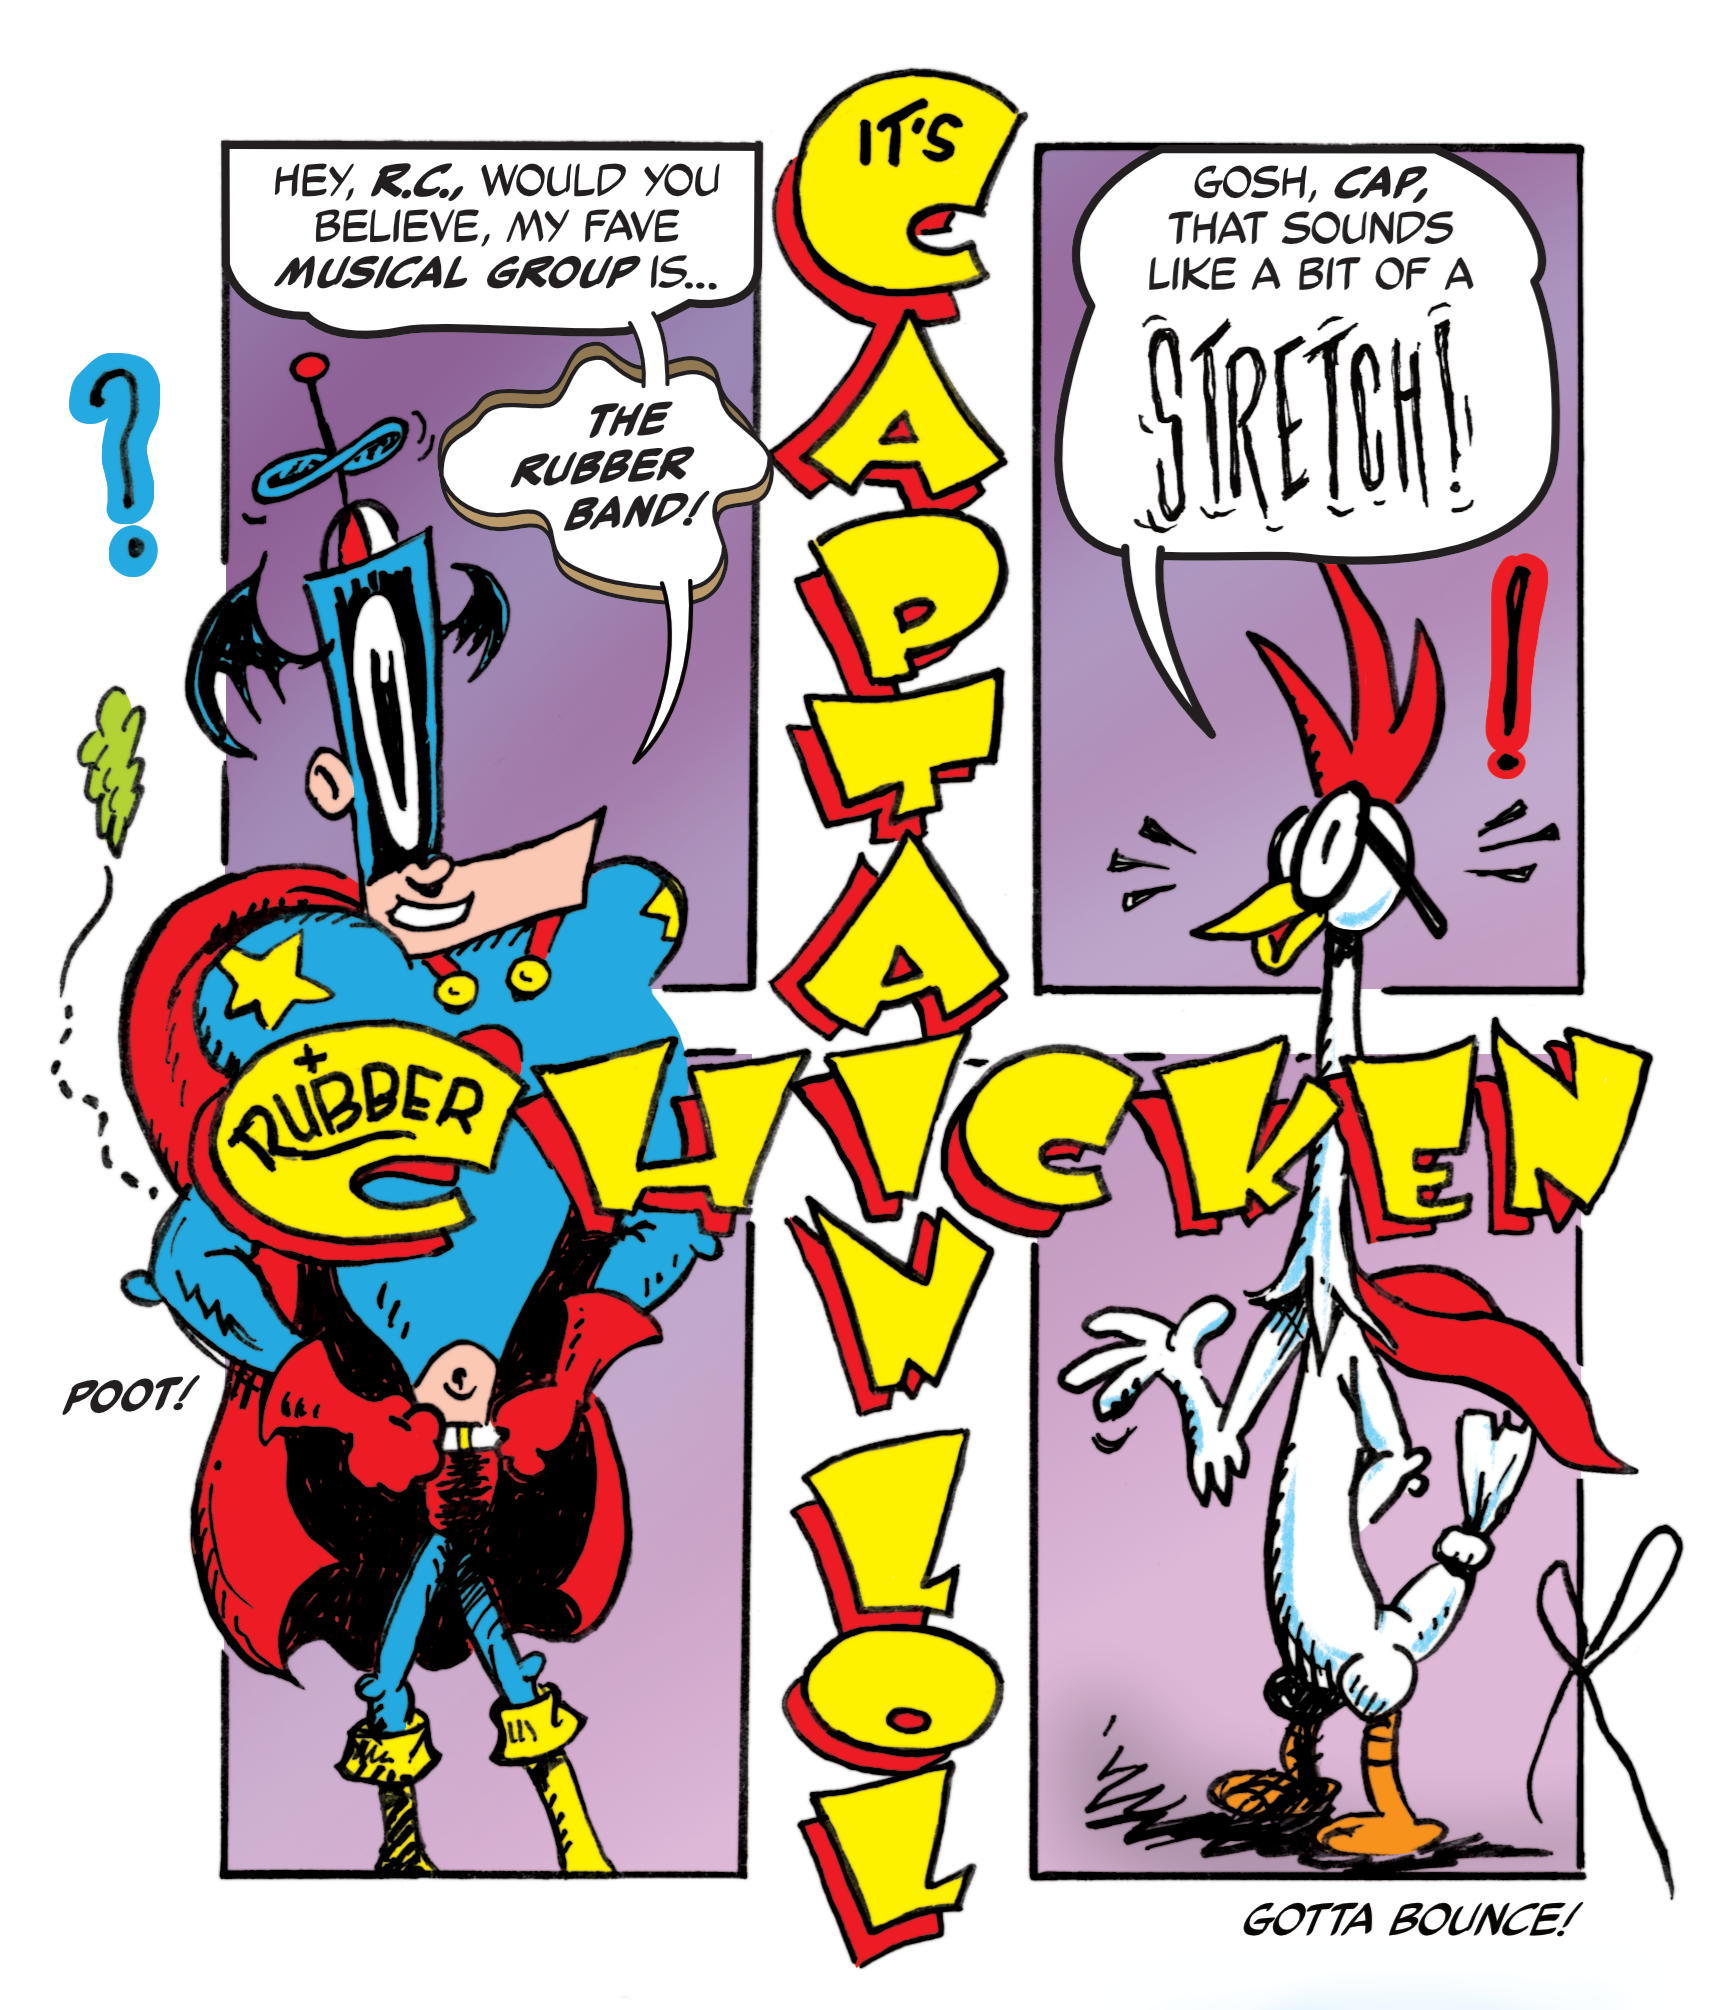 IT'S
CAPTAIN LOL
+
RUBBER
CHICKEN
HEY, R.C., WOULD YOU
BELIEVE, MY FAVE
MUSICAL GROUP IS...
THE
RUBBER
BAND!
GOSH, CAP,
THAT SOUNDS
LIKE A BIT OF A
STRETCH!
?
!
POOT!
GOTTA BOUNCE!